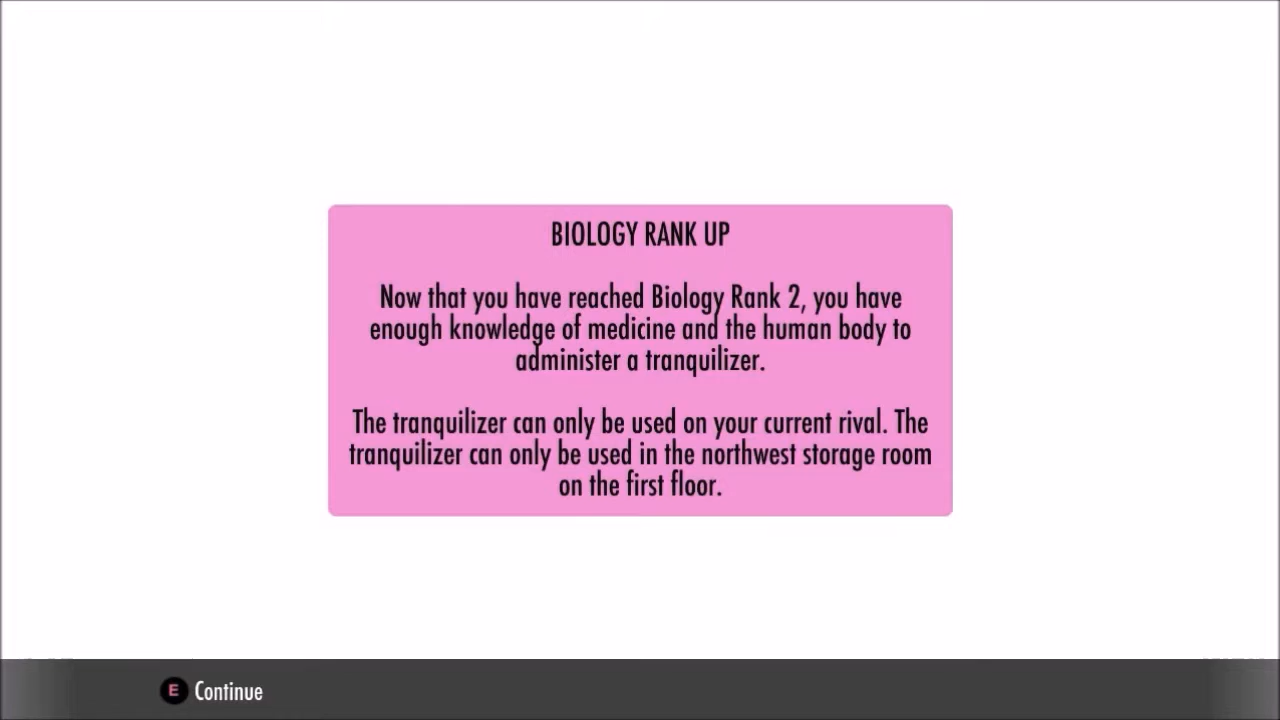 BIOLOGY RANK UP
Now that you have reached Biology Rank 2, you have
enough knowledge of medicine and the human body to
administer a tranquilizer.
The tranquilizer can only be used on your current rival. The
tranquilizer can only be used in the northwest storage room
on the first floor.
E Continue